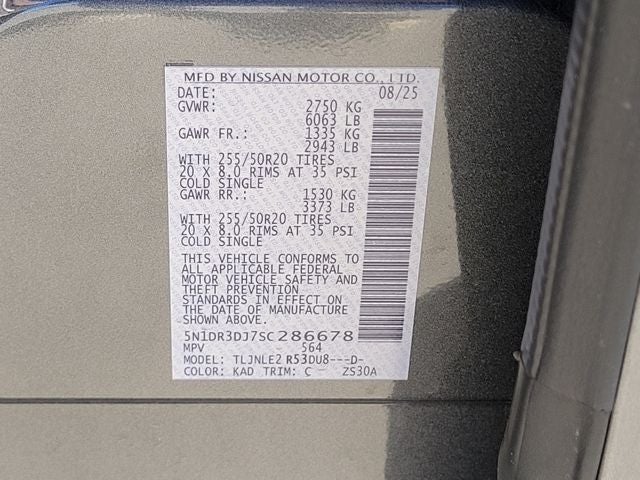 MFD BY NISSAN MOTOR CO., LTD.
DATE: 08/25
GVWR: 2750 KG
6063 LB
GAWR FR.: 1335 KG
2943 LB
WITH 255/50R20 TIRES
20 X 8.0 RIMS AT 35 PSI
COLD SINGLE
GAWR RR.: 1530 KG
3373 LB
WITH 255/50R20 TIRES
20 X 8.0 RIMS AT 35 PSI
COLD SINGLE
THIS VEHICLE CONFORMS TO
ALL APPLICABLE FEDERAL
MOTOR VEHICLE SAFETY AND
THEFT PREVENTION
STANDARDS IN EFFECT ON
THE DATE OF MANUFACTURE
SHOWN ABOVE.
5N1DR3DJ7SC286678
MPV 564
MODEL: TLJNLE2 R53DU8---D-
COLOR: KAD TRIM: C ZS30A